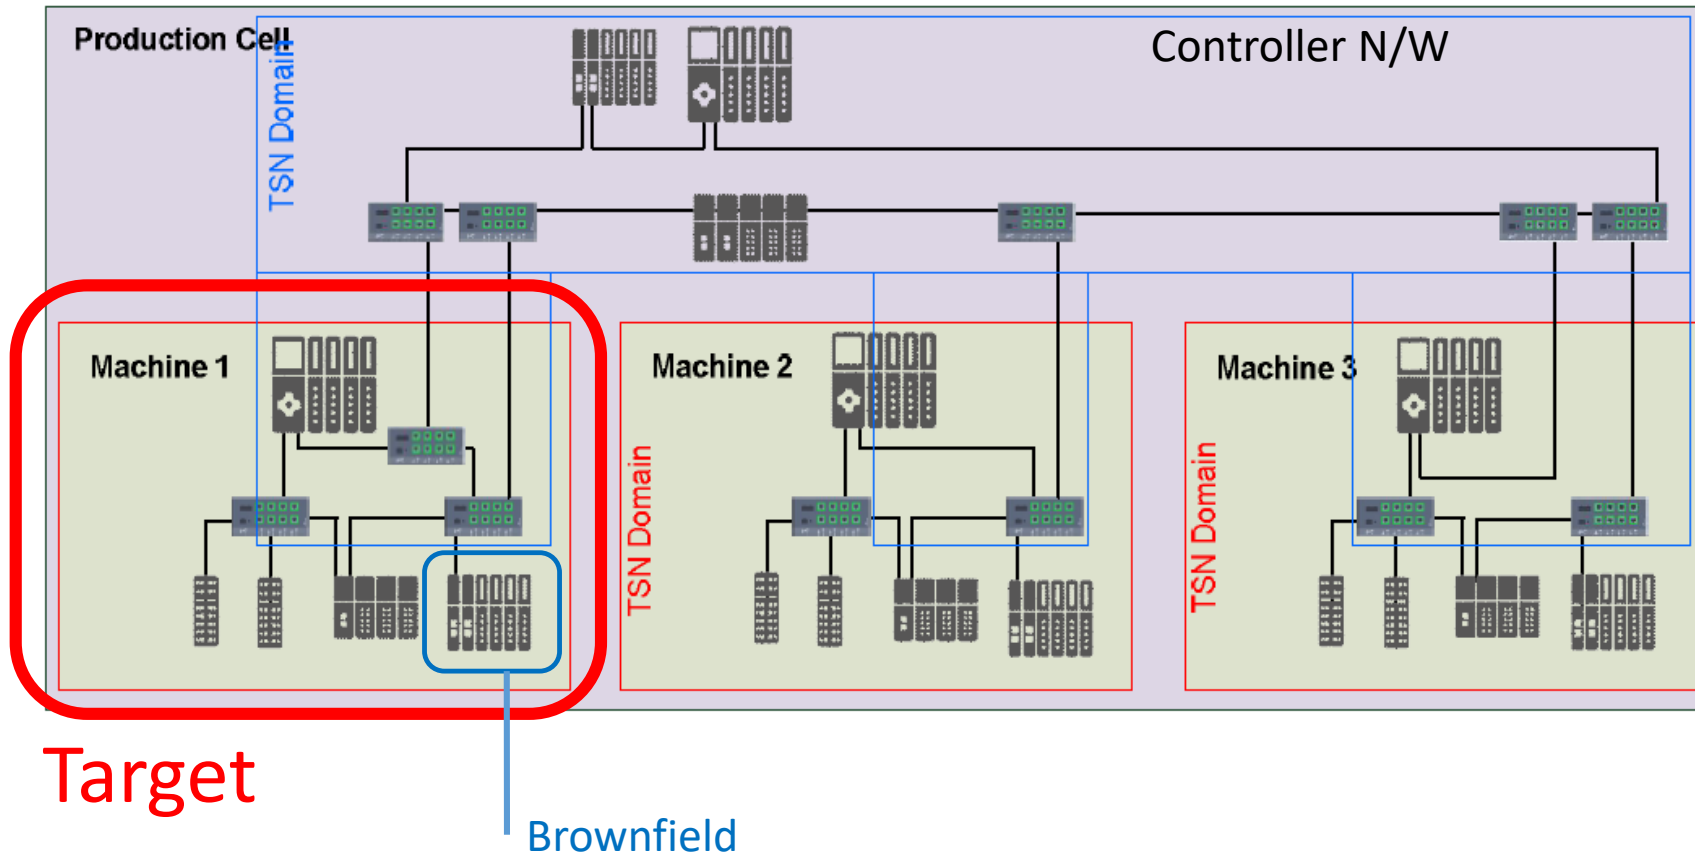 Production Cell
Controller N/W
TSN Domain
Machine 1
Machine 2
Machine 3
TSN Domain
TSN Domain
Target
Brownfield